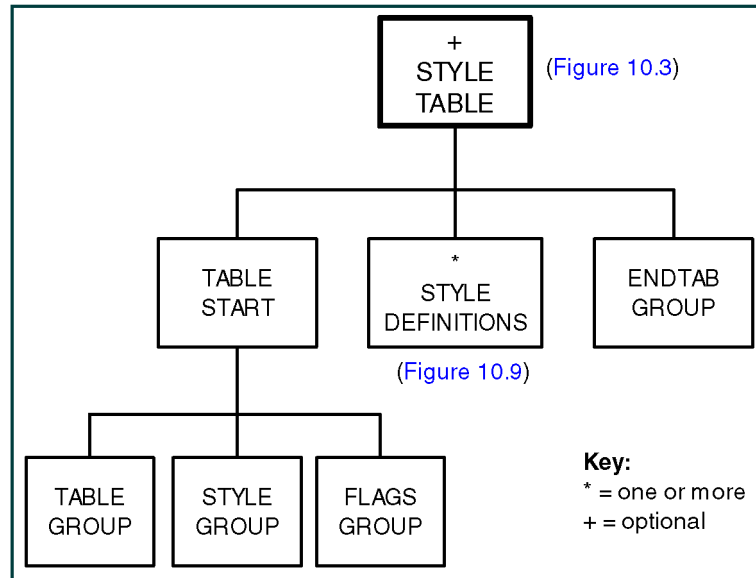 +
STYLE
TABLE
(Figure 10.3)
TABLE
START
*
STYLE
DEFINITIONS
ENDTAB
GROUP
(Figure 10.9)
TABLE
GROUP
STYLE
GROUP
FLAGS
GROUP
Key:
* = one or more
+ = optional